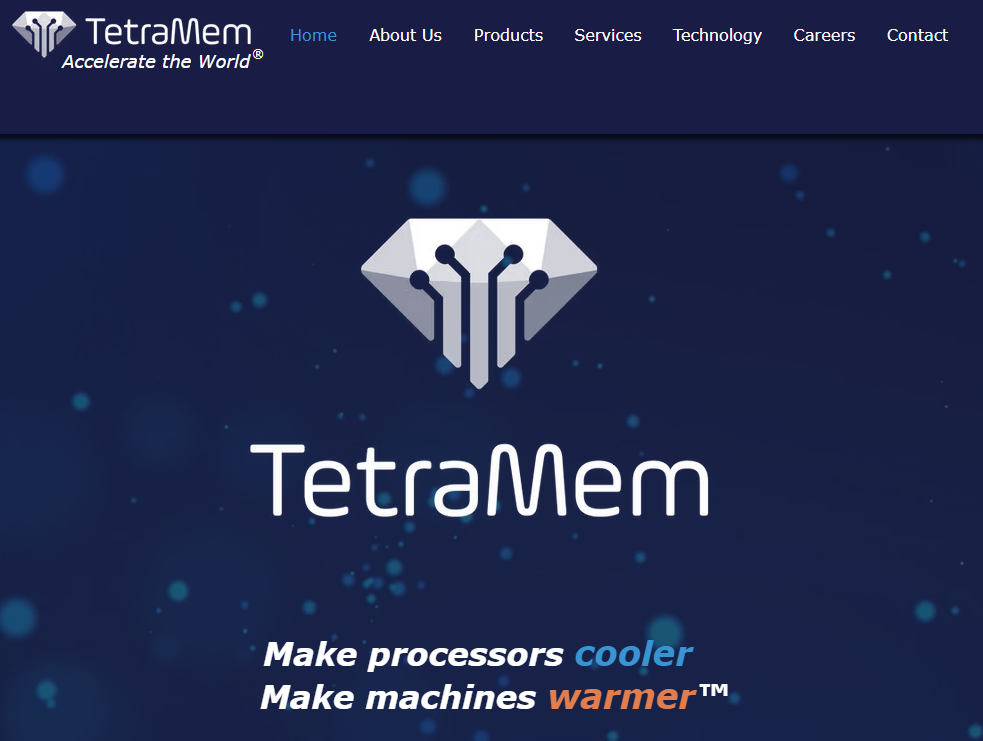 TetraMem
Accelerate the World®
Home About Us Products Services Technology Careers Contact
TetraMem
Make processors cooler
Make machines warmer™